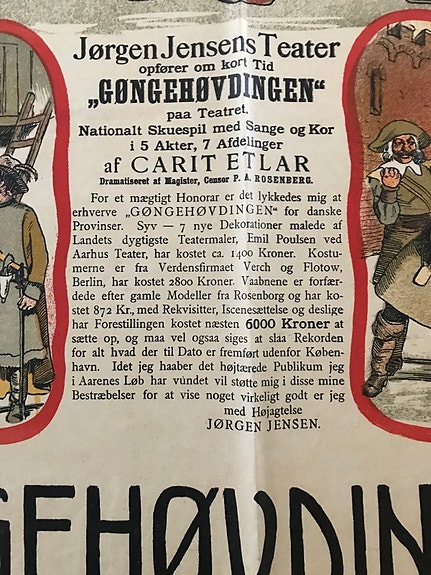 Jørgen Jensens Teater
opfører om kort Tid
„GØNGEHØVDINGEN“
paa Teatret.
Nationalt Skuespil med Sange og Kor
i 5 Akter, 7 Afdelinger
af CARIT ETLAR
Dramatiseret af Magister, Censor P. A. ROSENBERG.
For et mægtigt Honorar er det lykkedes mig at
erhverve „GØNGEHØVDINGEN“ for danske
Provinser. Syv — 7 nye Dekorationer malede af
Landets dygtigste Teatermaler, Emil Poulsen ved
Aarhus Teater, har kostet ca. 1400 Kroner. Kostu-
merne er fra Verdensfirmaet Verch og Flotow,
Berlin, har kostet 2800 Kroner. Vaabnene er forfær-
dede efter gamle Modeller fra Rosenborg og har ko-
stet 872 Kr., med Rekvisitter, Iscenesættelse og deslige
har Forestillingen kostet næsten 6000 Kroner at
sætte op, og maa vel ogsaa siges at slaa Rekorden
for alt hvad der til Dato er fremført udenfor Køben-
havn. Idet jeg haaber det højtærede Publikum jeg
i Aarenes Løb har vundet vil støtte mig i disse mine
Bestræbelser for at vise noget virkeligt godt er jeg
med Højagtelse
JØRGEN JENSEN.
GEHØVDIN